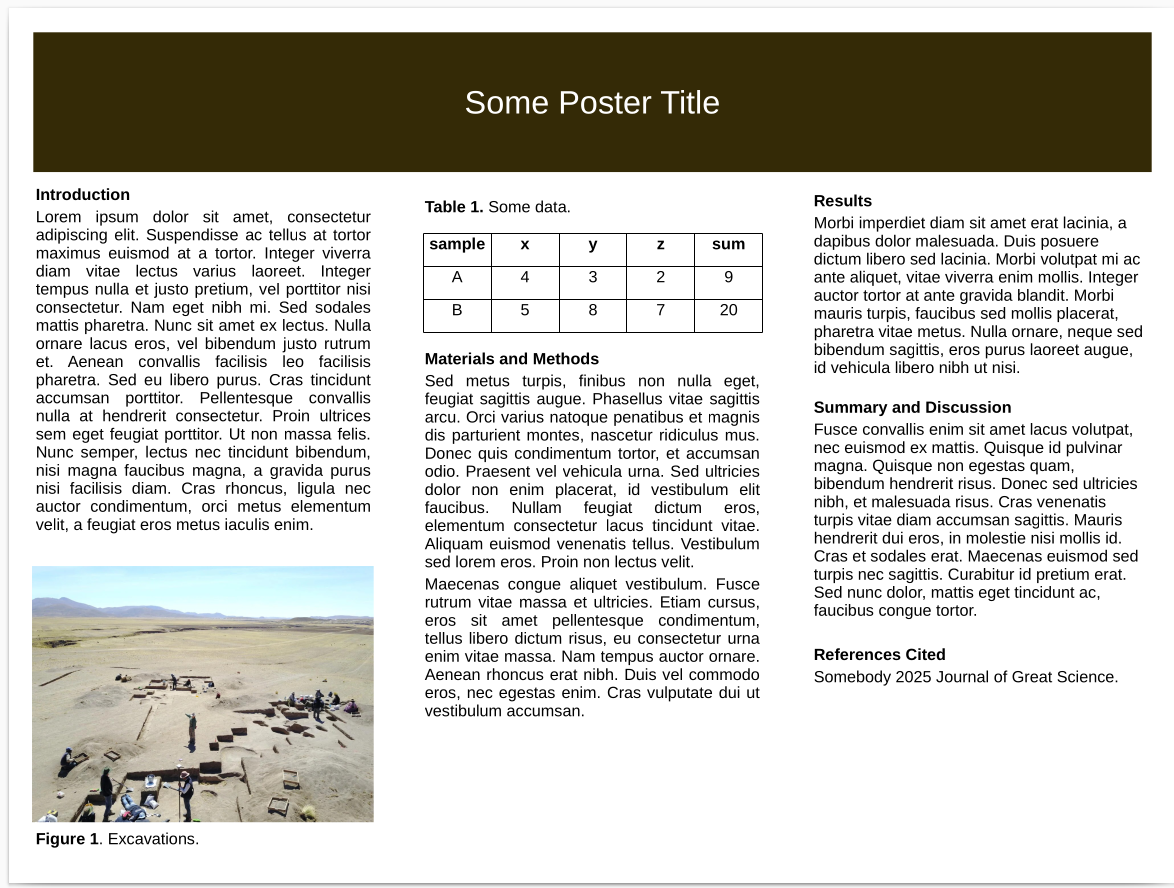 Some Poster Title
Introduction
Lorem ipsum dolor sit amet, consectetur
adipiscing elit. Suspendisse ac tellus at tortor
maximus euismod at a tortor. Integer viverra
diam vitae lectus varius laoreet. Integer
tempus nulla et justo pretium, vel porttitor nisi
consectetur. Nam eget nibh mi. Sed sodales
mattis pharetra. Nunc sit amet ex lectus. Nulla
ornare lacus eros, vel bibendum justo rutrum
et. Aenean convallis facilisis leo facilisis
pharetra. Sed eu libero purus. Cras tincidunt
accumsan porttitor. Pellentesque convallis
nulla at hendrerit consectetur. Proin ultrices
sem eget feugiat porttitor. Ut non massa felis.
Nunc semper, lectus nec tincidunt bibendum,
nisi magna faucibus magna, a gravida purus
nisi facilisis diam. Cras rhoncus, ligula nec
auctor condimentum, orci metus elementum
velit, a feugiat eros metus iaculis enim.
Figure 1. Excavations.
Table 1. Some data.
sample x y z sum
A 4 3 2 9
B 5 8 7 20
Materials and Methods
Sed metus turpis, finibus non nulla eget,
feugiat sagittis augue. Phasellus vitae sagittis
arcu. Orci varius natoque penatibus et magnis
dis parturient montes, nascetur ridiculus mus.
Donec quis condimentum tortor, et accumsan
odio. Praesent vel vehicula urna. Sed ultricies
dolor non enim placerat, id vestibulum elit
faucibus. Nullam feugiat dictum eros,
elementum consectetur lacus tincidunt vitae.
Aliquam euismod venenatis tellus. Vestibulum
sed lorem eros. Proin non lectus velit.
Maecenas congue aliquet vestibulum. Fusce
rutrum vitae massa et ultricies. Etiam cursus,
eros sit amet pellentesque condimentum,
tellus libero dictum risus, eu consectetur urna
enim vitae massa. Nam tempus auctor ornare.
Aenean rhoncus erat nibh. Duis vel commodo
eros, nec egestas enim. Cras vulputate dui ut
vestibulum accumsan.
Results
Morbi imperdiet diam sit amet erat lacinia, a
dapibus dolor malesuada. Duis posuere
dictum libero sed lacinia. Morbi volutpat mi ac
ante aliquet, vitae viverra enim mollis. Integer
auctor tortor at ante gravida blandit. Morbi
mauris turpis, faucibus sed mollis placerat,
pharetra vitae metus. Nulla ornare, neque sed
bibendum sagittis, eros purus laoreet augue,
id vehicula libero nibh ut nisi.
Summary and Discussion
Fusce convallis enim sit amet lacus volutpat,
nec euismod ex mattis. Quisque id pulvinar
magna. Quisque non egestas quam,
bibendum hendrerit risus. Donec sed ultricies
nibh, et malesuada risus. Cras venenatis
turpis vitae diam accumsan sagittis. Mauris
hendrerit dui eros, in molestie nisi mollis id.
Cras et sodales erat. Maecenas euismod sed
turpis nec sagittis. Curabitur id pretium erat.
Sed nunc dolor, mattis eget tincidunt ac,
faucibus congue tortor.
References Cited
Somebody 2025 Journal of Great Science.